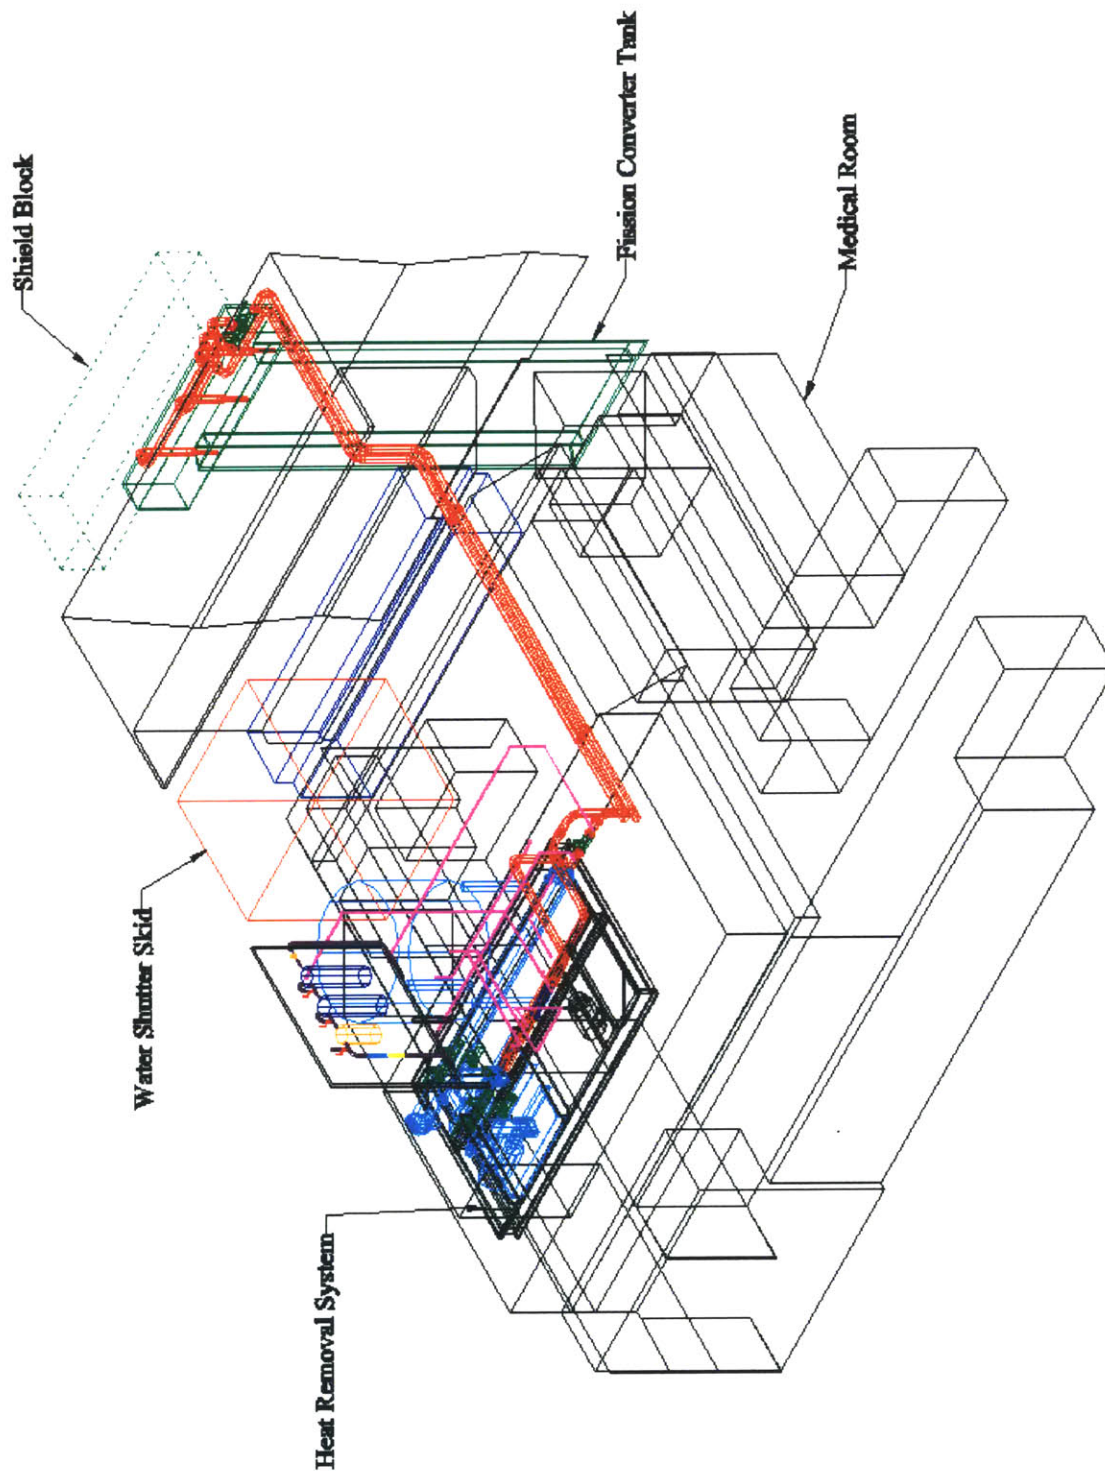 Shield Block
Fission Converter Tank
Medical Room
Water Shutter Skid
Heat Removal System